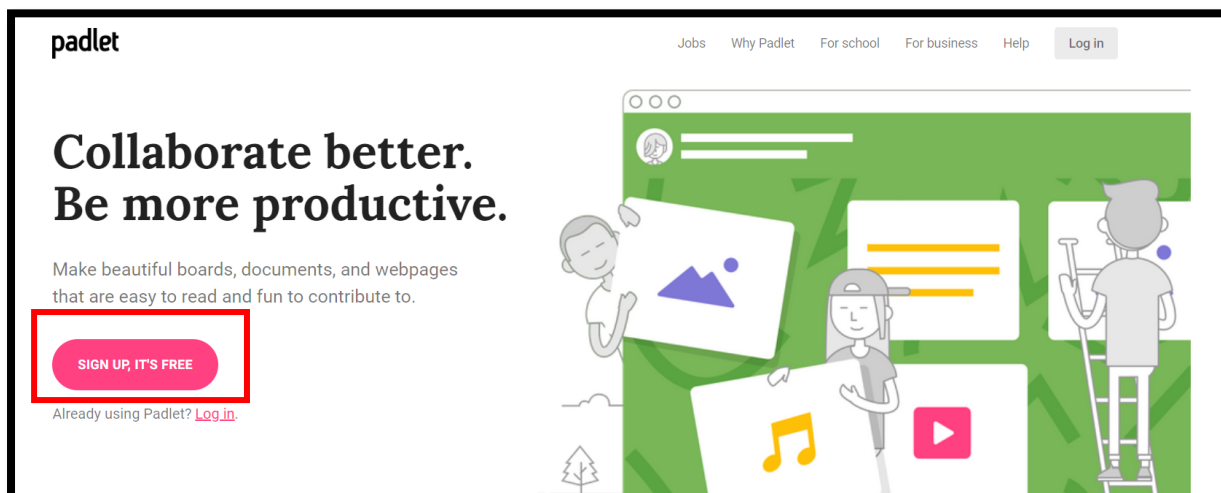 padlet
Jobs Why Padlet For school For business Help Log in
Collaborate better.
Be more productive.
Make beautiful boards, documents, and webpages
that are easy to read and fun to contribute to.
SIGN UP, IT'S FREE
Already using Padlet? Log in.